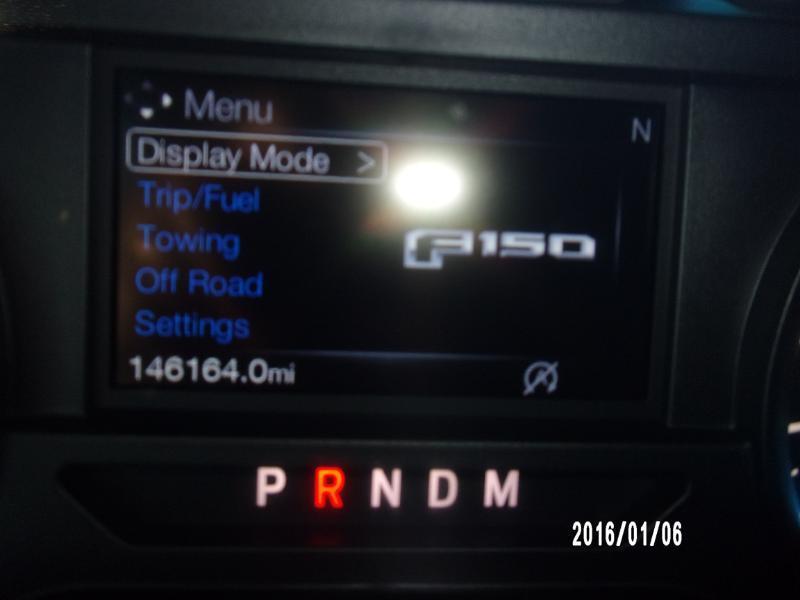 Menu
N
Display Mode >
Trip/Fuel
Towing
F150
Off Road
Settings
146164.0mi
P R N D M
2016/01/06